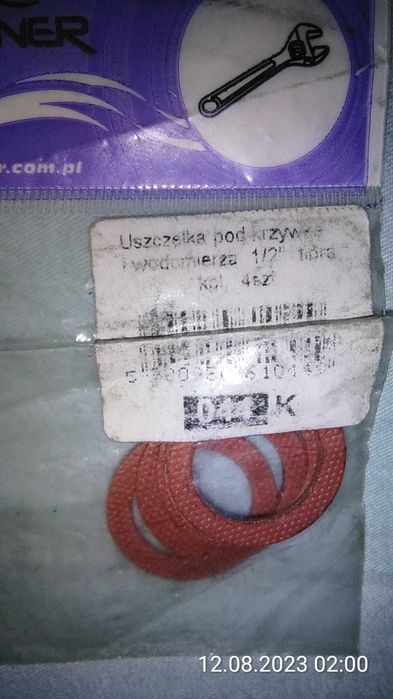 NER
r.com.pl
Uszczelka pod krzywkę
i wodomierza 1/2" fibra
kpl. 4szt
K
12.08.2023 02:00